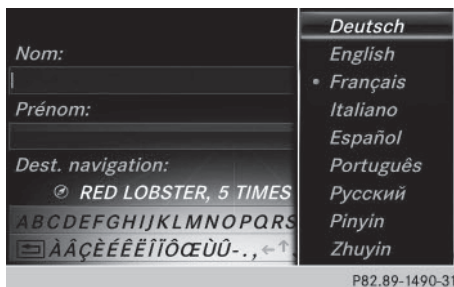 Nom:
Prénom:
Dest. navigation:
RED LOBSTER, 5 TIMES
ABCDEFGHIJKLMNOPQRS
ÀÂÇÈÉÊËÎÏÔŒÙÛ-.,←↑
Deutsch
English
• Français
Italiano
Español
Português
Русский
Pinyin
Zhuyin
P82.89-1490-31